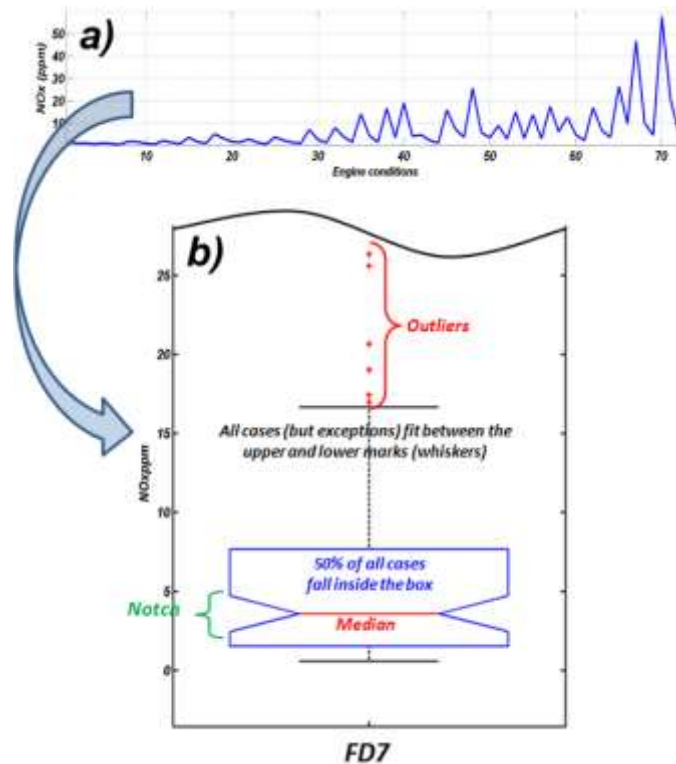 a)
NOx (ppm)
50
40
30
20
10
10 20 30 40 50 60 70
Engine conditions
b)
25
Outliers
15
All cases (but exceptions) fit between the
upper and lower marks (whiskers)
NOxppm
10
50% of all cases
fall inside the box
5
Notch
Median
0
FD7